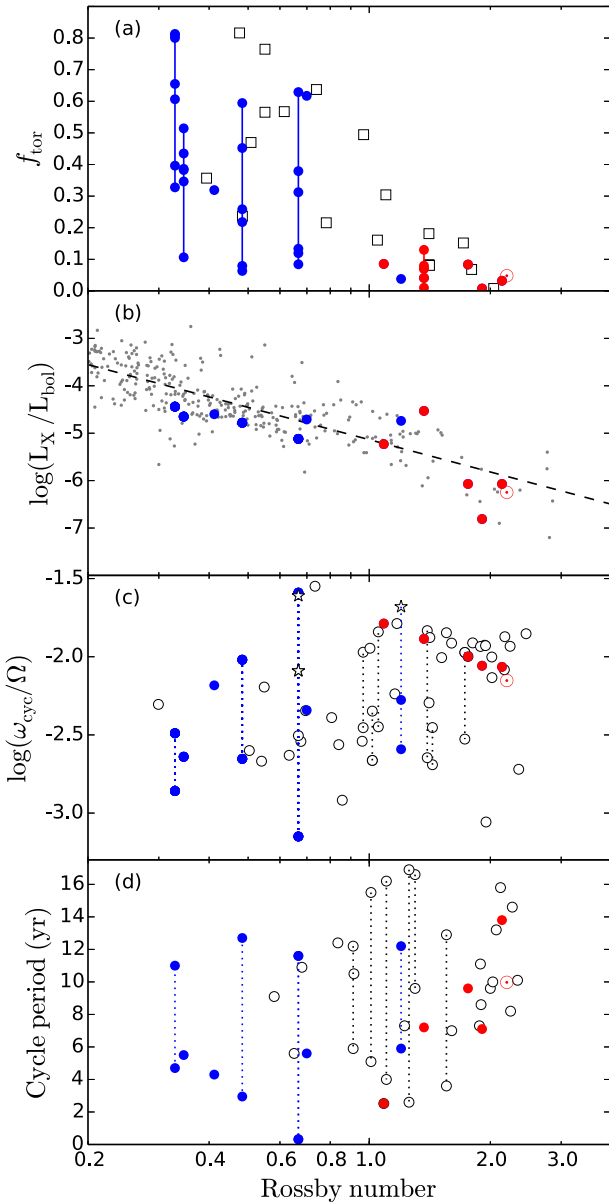 (a)
0.8
0.7
0.6
0.5
0.4
0.3
0.2
0.1
0.0
f_tor
(b)
-3
-4
-5
-6
-7
log(L_X/L_bol)
(c)
-1.5
-2.0
-2.5
-3.0
log(ω_cyc/Ω)
(d)
16
14
12
10
8
6
4
2
0
Cycle period (yr)
0.2 0.4 0.6 0.8 1.0 2.0 3.0
Rossby number